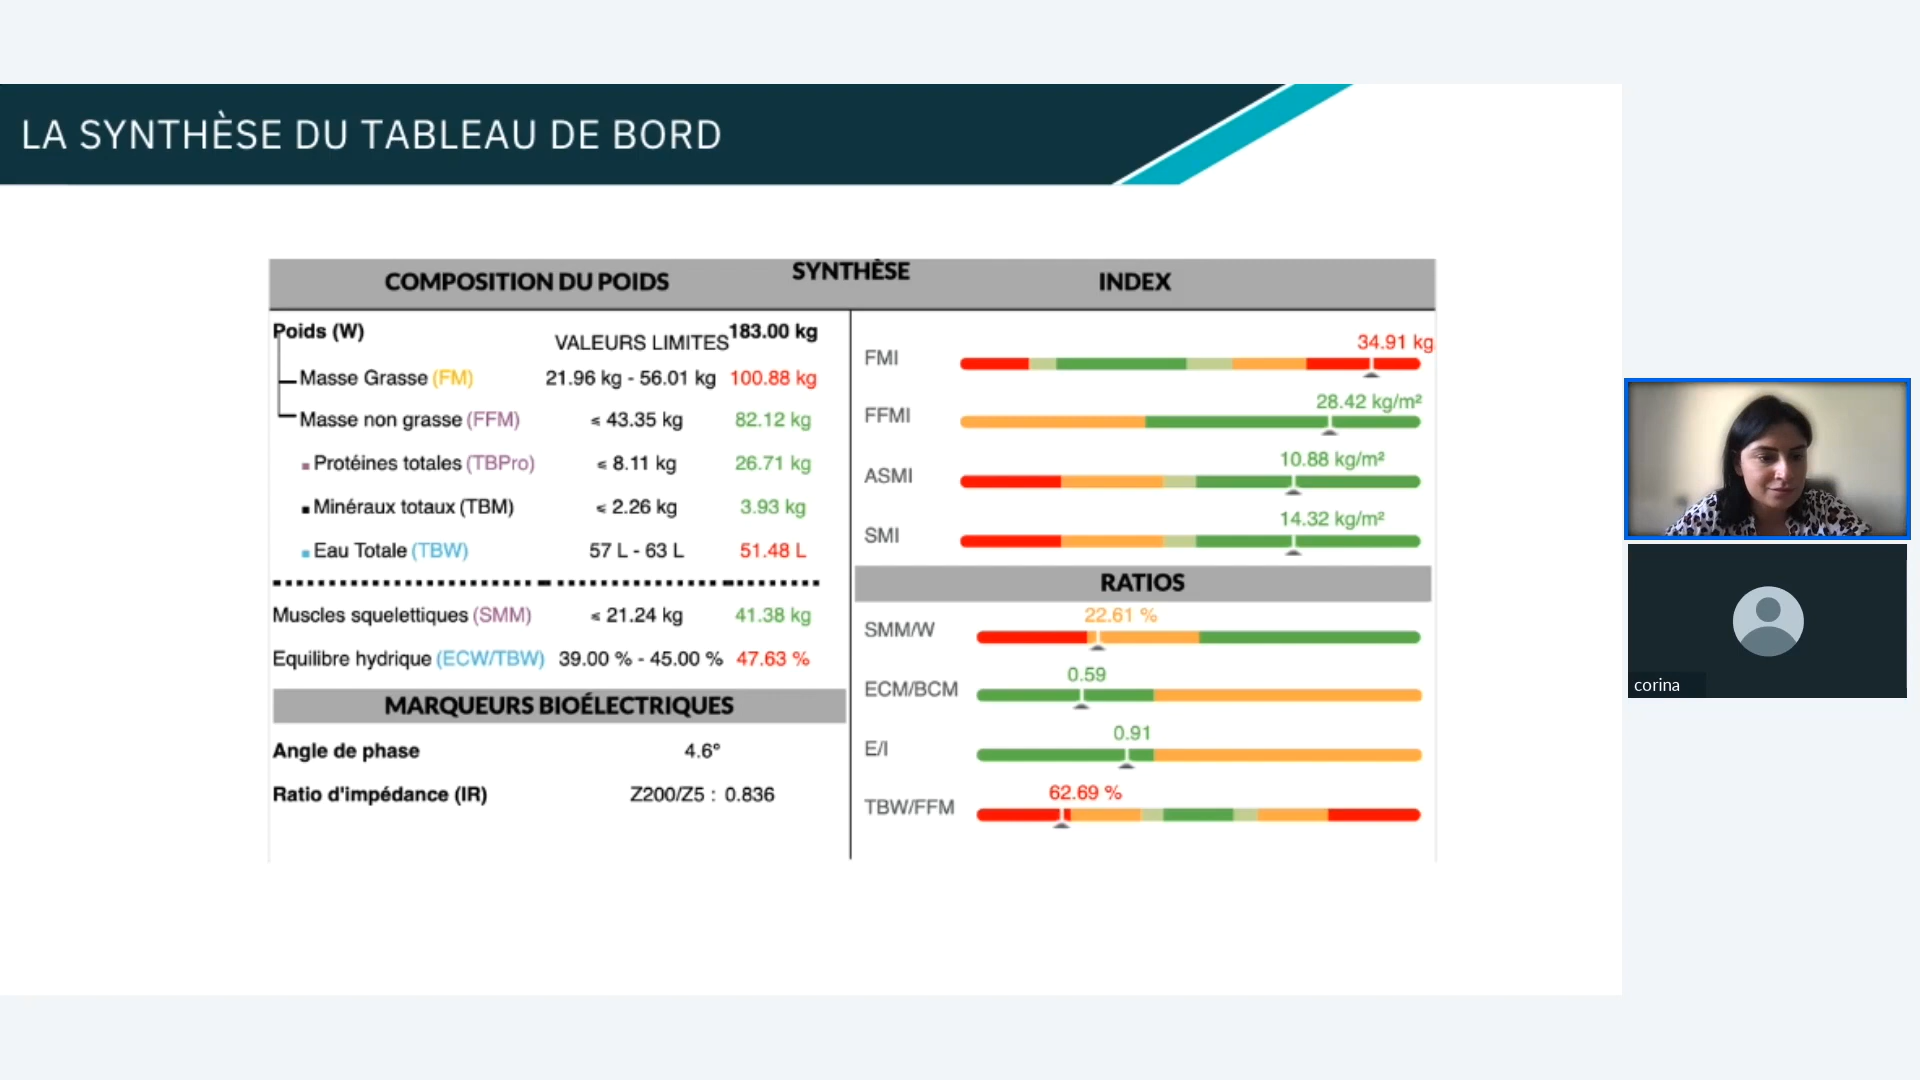 LA SYNTHÈSE DU TABLEAU DE BORD
SYNTHÈSE
COMPOSITION DU POIDS
Poids (W) VALEURS LIMITES 183.00 kg
Masse Grasse (FM) 21.96 kg - 56.01 kg 100.88 kg
Masse non grasse (FFM) ≤ 43.35 kg 82.12 kg
Protéines totales (TBPro) ≤ 8.11 kg 26.71 kg
Minéraux totaux (TBM) ≤ 2.26 kg 3.93 kg
Eau Totale (TBW) 57 L - 63 L 51.48 L
Muscles squelettiques (SMM) ≤ 21.24 kg 41.38 kg
Equilibre hydrique (ECW/TBW) 39.00 % - 45.00 % 47.63 %
MARQUEURS BIOÉLECTRIQUES
Angle de phase 4.6°
Ratio d'impédance (IR) Z200/Z5 : 0.836
INDEX
FMI 34.91 kg
FFMI 28.42 kg/m²
ASMI 10.88 kg/m²
SMI 14.32 kg/m²
RATIOS
SMM/W 22.61 %
ECM/BCM 0.59
E/I 0.91
TBW/FFM 62.69 %
corina